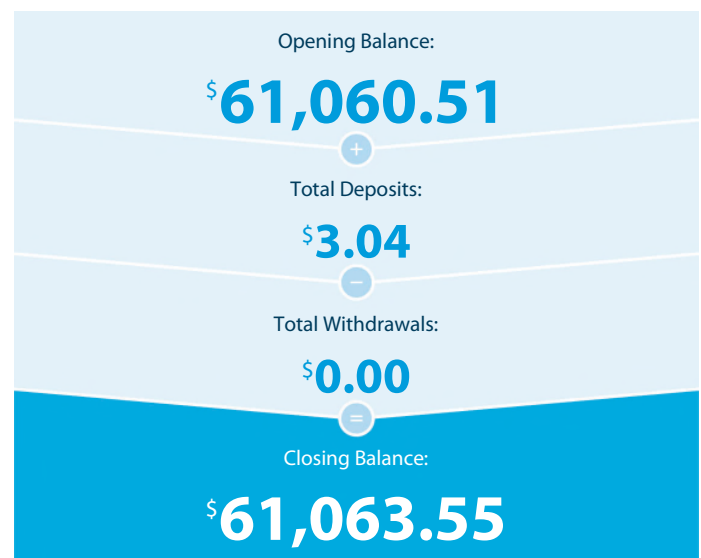 Opening Balance:
$61,060.51
+
Total Deposits:
$3.04
−
Total Withdrawals:
$0.00
=
Closing Balance:
$61,063.55